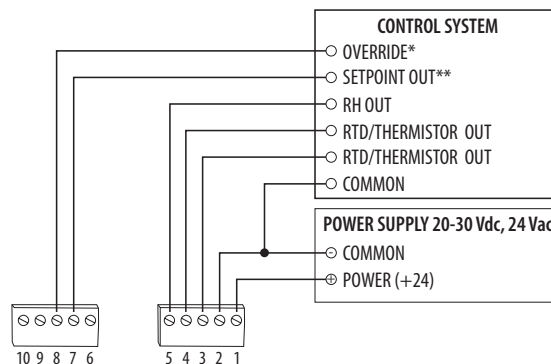 CONTROL SYSTEM
OVERRIDE*
SETPOINT OUT**
RH OUT
RTD/THERMISTOR OUT
RTD/THERMISTOR OUT
COMMON
POWER SUPPLY 20-30 Vdc, 24 Vac
- COMMON
+ POWER (+24)
10 9 8 7 6
5 4 3 2 1